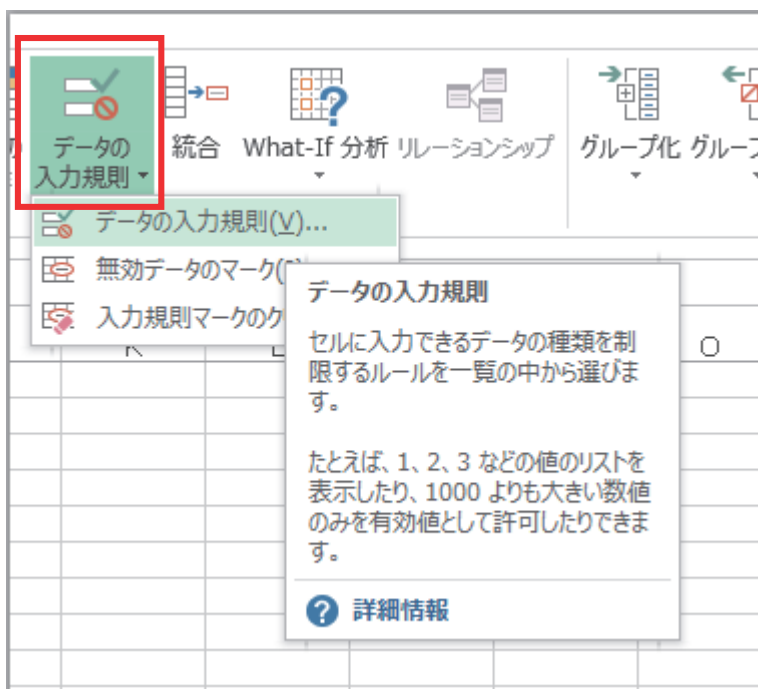 データの
入力規則
統合
What-If 分析
リレーションシップ
グループ化
グルー
データの入力規則(V)...
無効データのマーク(
入力規則マークのク
データの入力規則
セルに入力できるデータの種類を制
限するルールを一覧の中から選びま
す。
たとえば、1、2、3 などの値のリストを
表示したり、1000 よりも大きい数値
のみを有効値として許可したりできま
す。
詳細情報
K
O